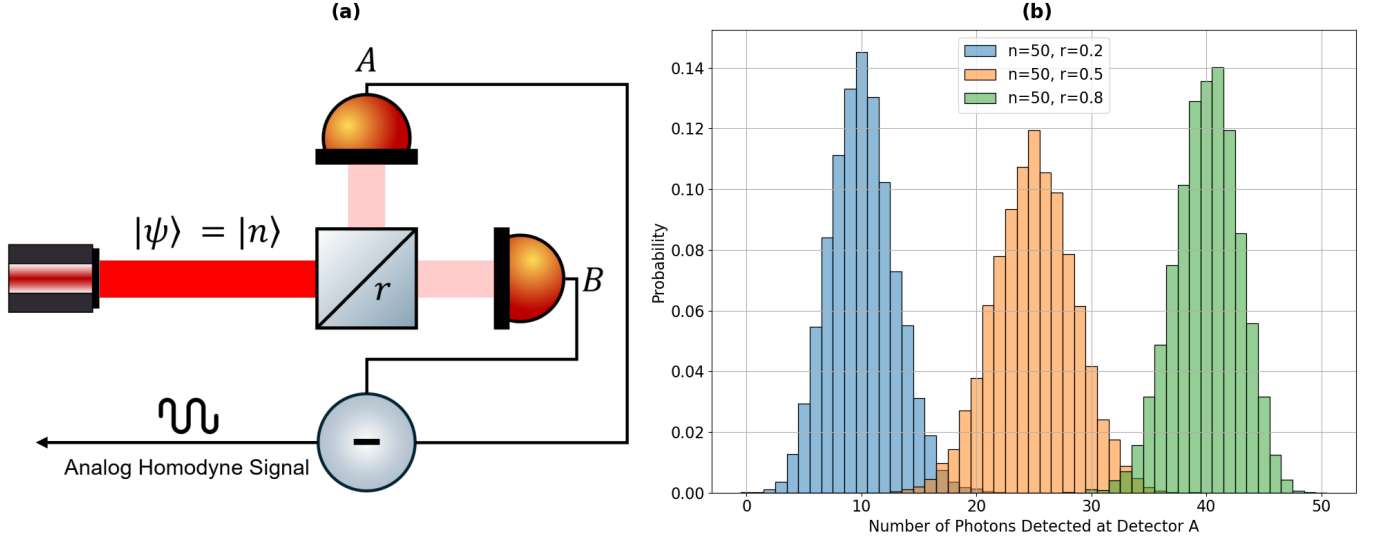 (a)
A
|ψ⟩ = |n⟩
r
B
−
Analog Homodyne Signal
(b)
n=50, r=0.2
n=50, r=0.5
n=50, r=0.8
Probability
0.14
0.12
0.10
0.08
0.06
0.04
0.02
0.00
0 10 20 30 40 50
Number of Photons Detected at Detector A